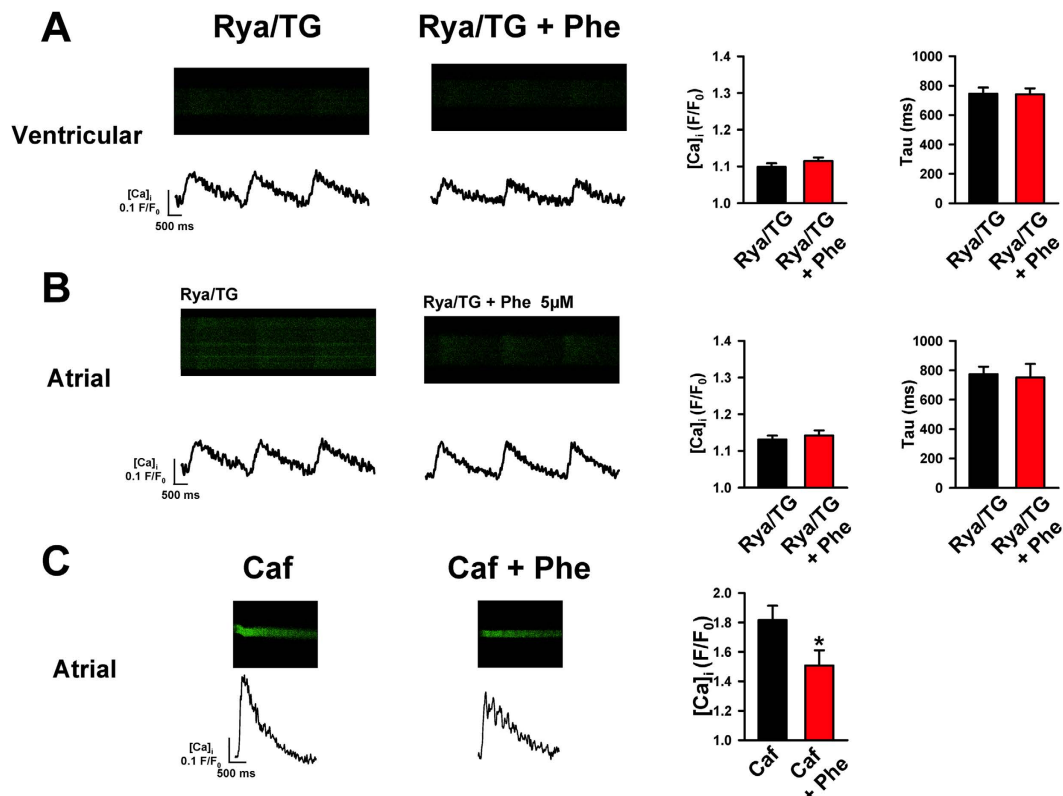 A
Rya/TG
Rya/TG + Phe
Ventricular
[Ca]i
0.1 F/F0
500 ms
[Ca]i (F/F0)
1.4
1.3
1.2
1.1
1.0
Rya/TG
Rya/TG
+ Phe
Tau (ms)
1000
800
600
400
200
0
Rya/TG
Rya/TG
+ Phe
B
Rya/TG
Rya/TG + Phe 5μM
Atrial
[Ca]i
0.1 F/F0
500 ms
[Ca]i (F/F0)
1.4
1.3
1.2
1.1
1.0
Rya/TG
Rya/TG
+ Phe
Tau (ms)
1000
800
600
400
200
0
Rya/TG
Rya/TG
+ Phe
C
Caf
Caf + Phe
Atrial
[Ca]i
0.1 F/F0
500 ms
[Ca]i (F/F0)
2.0
1.8
1.6
1.4
1.2
1.0
*
Caf
Caf
+ Phe